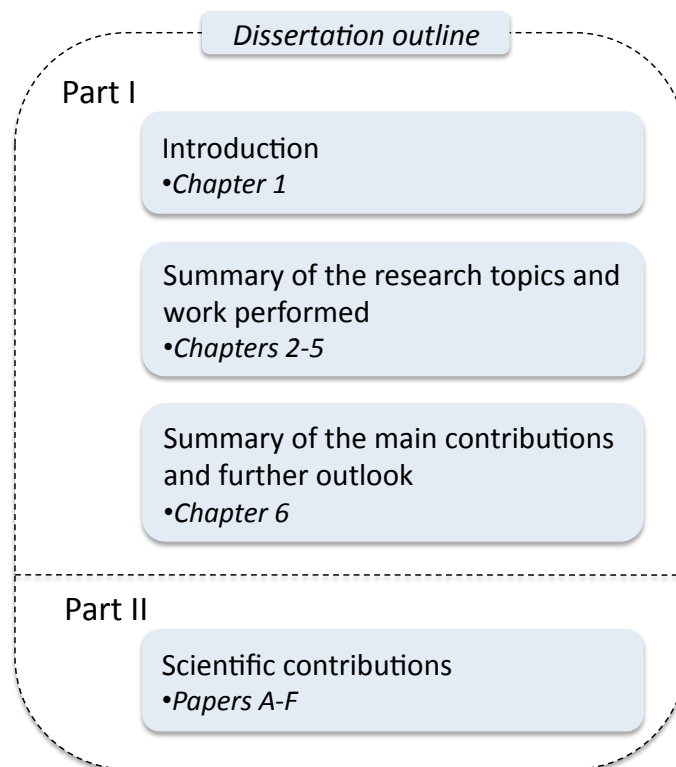 Dissertation outline
Part I
Introduction
•Chapter 1
Summary of the research topics and
work performed
•Chapters 2-5
Summary of the main contributions
and further outlook
•Chapter 6
Part II
Scientific contributions
•Papers A-F